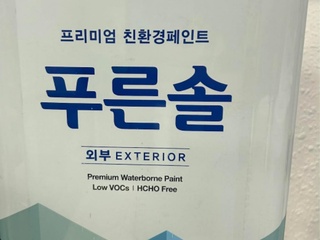 프리미엄 친환경페인트
푸른솔
외부 EXTERIOR
Premium Waterborne Paint
Low VOCs | HCHO Free